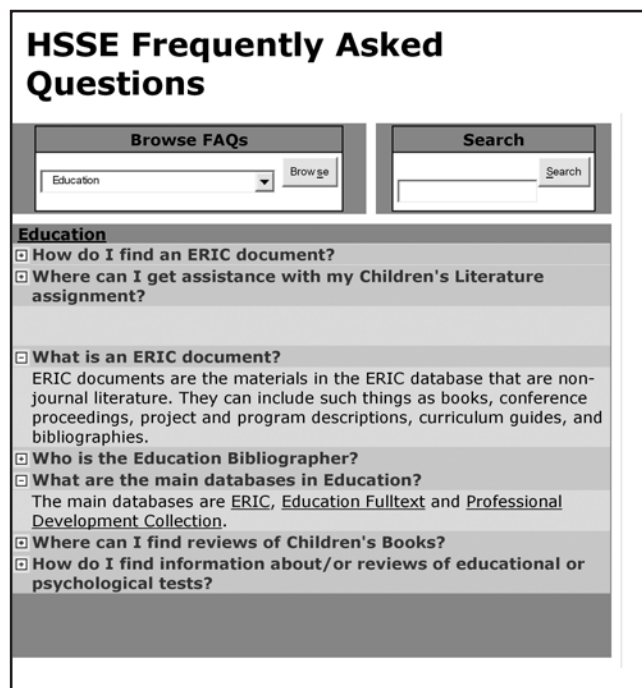 HSSE Frequently Asked
Questions
Browse FAQs
Education
Browse
Search
Search
Education
How do I find an ERIC document?
Where can I get assistance with my Children's Literature
assignment?
What is an ERIC document?
ERIC documents are the materials in the ERIC database that are non-
journal literature. They can include such things as books, conference
proceedings, project and program descriptions, curriculum guides, and
bibliographies.
Who is the Education Bibliographer?
What are the main databases in Education?
The main databases are ERIC, Education Fulltext and Professional
Development Collection.
Where can I find reviews of Children's Books?
How do I find information about/or reviews of educational or
psychological tests?